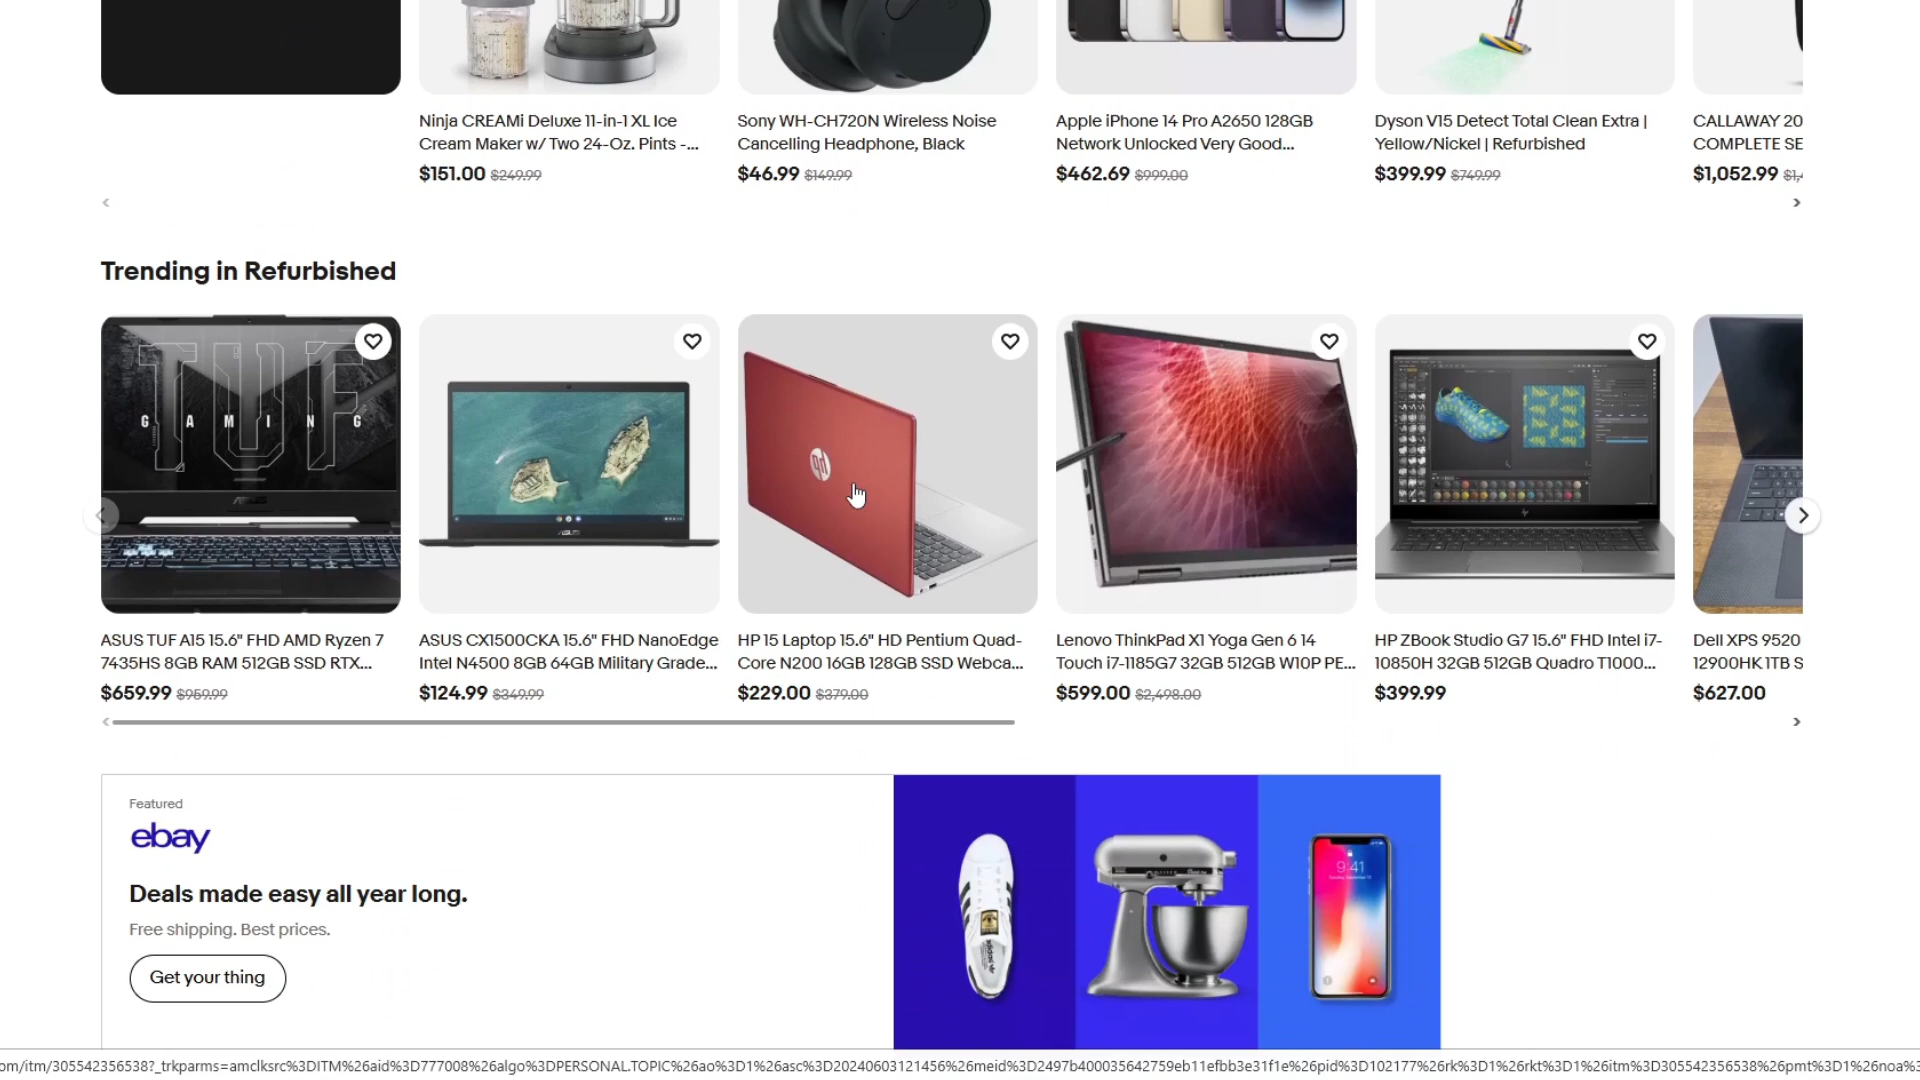 Ninja CREAMi Deluxe 11-in-1 XL Ice
Cream Maker w/ Two 24-Oz. Pints -...
$151.00 $249.99
Sony WH-CH720N Wireless Noise
Cancelling Headphone, Black
$46.99 $149.99
Apple iPhone 14 Pro A2650 128GB
Network Unlocked Very Good...
$462.69 $999.00
Dyson V15 Detect Total Clean Extra |
Yellow/Nickel | Refurbished
$399.99 $749.99
CALLAWAY 20
COMPLETE SE
$1,052.99
Trending in Refurbished
TUF
GAMING
ASUS
ASUS
hp
ASUS TUF A15 15.6" FHD AMD Ryzen 7
7435HS 8GB RAM 512GB SSD RTX...
$659.99 $959.99
ASUS CX1500CKA 15.6" FHD NanoEdge
Intel N4500 8GB 64GB Military Grade...
$124.99 $349.99
HP 15 Laptop 15.6" HD Pentium Quad-
Core N200 16GB 128GB SSD Webca...
$229.00 $379.00
Lenovo ThinkPad X1 Yoga Gen 6 14
Touch i7-1185G7 32GB 512GB W10P PE...
$599.00 $2,498.00
HP ZBook Studio G7 15.6" FHD Intel i7-
10850H 32GB 512GB Quadro T1000...
$399.99
Dell XPS 9520
12900HK 1TB S
$627.00
Featured
ebay
Deals made easy all year long.
Free shipping. Best prices.
Get your thing
9:41
om/itm/305542356538?_trkparms=amclksrc%3DITM%26aid%3D777008%26algo%3DPERSONAL.TOPIC%26ao%3D1%26asc%3D20240603121456%26meid%3D2497b400035642759eb11efbb3e31f1e%26pid%3D102177%26rk%3D1%26rkt%3D1%26itm%3D305542356538%26pmt%3D1%26noa%3